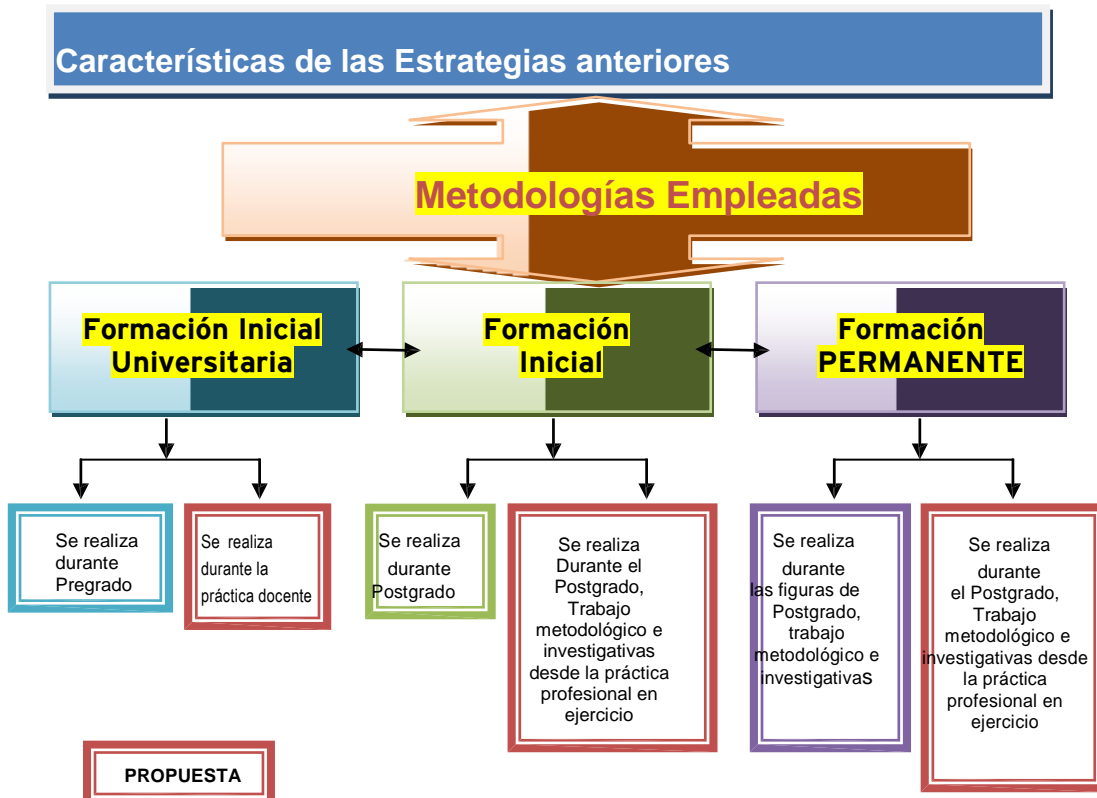 Características de las Estrategias anteriores
Metodologías Empleadas
Formación Inicial
Universitaria
Formación
Inicial
Formación
PERMANENTE
Se realiza
durante
Pregrado
Se realiza
durante la
práctica docente
Se realiza
durante
Postgrado
Se realiza
Durante el
Postgrado,
Trabajo
metodológico e
investigativas
desde la práctica
profesional en
ejercicio
Se realiza
durante
las figuras de
Postgrado,
trabajo
metodológico e
investigativas
Se realiza
durante
el Postgrado,
Trabajo
metodológico e
investigativas desde
la práctica
profesional en
ejercicio
PROPUESTA